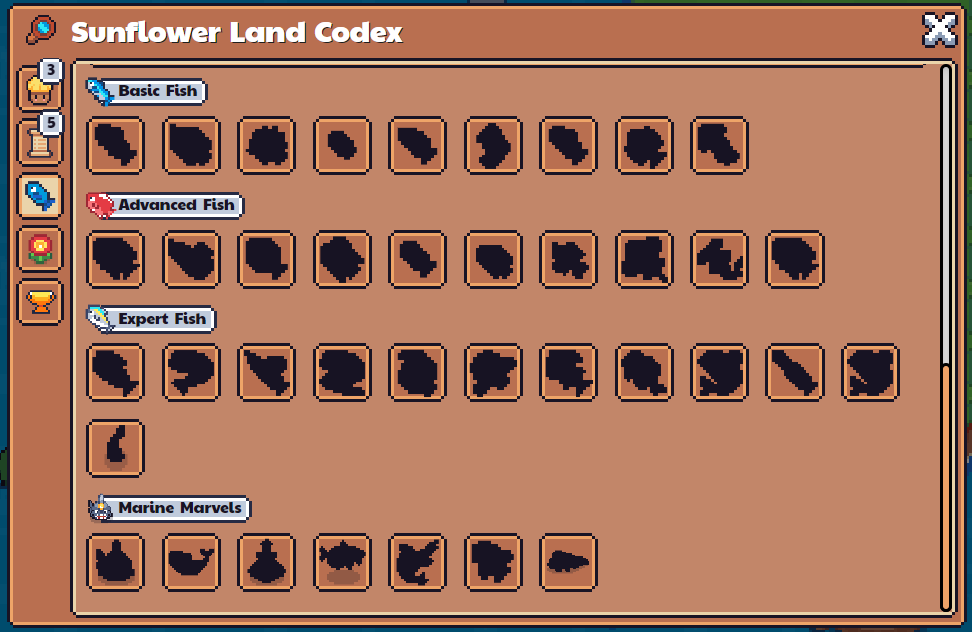 Sunflower Land Codex
3
5
Basic Fish
Advanced Fish
Expert Fish
Marine Marvels